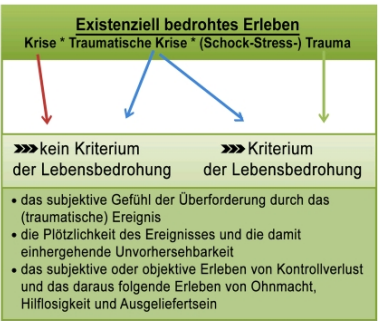 Existenziell bedrohtes Erleben
Krise * Traumatische Krise * (Schock-Stress-) Trauma
⋙kein Kriterium
der Lebensbedrohung
⋙ Kriterium
der Lebensbedrohung
• das subjektive Gefühl der Überforderung durch das
(traumatische) Ereignis
• die Plötzlichkeit des Ereignisses und die damit
einhergehende Unvorhersehbarkeit
• das subjektive oder objektive Erleben von Kontrollverlust
und das daraus folgende Erleben von Ohnmacht,
Hilflosigkeit und Ausgeliefertsein